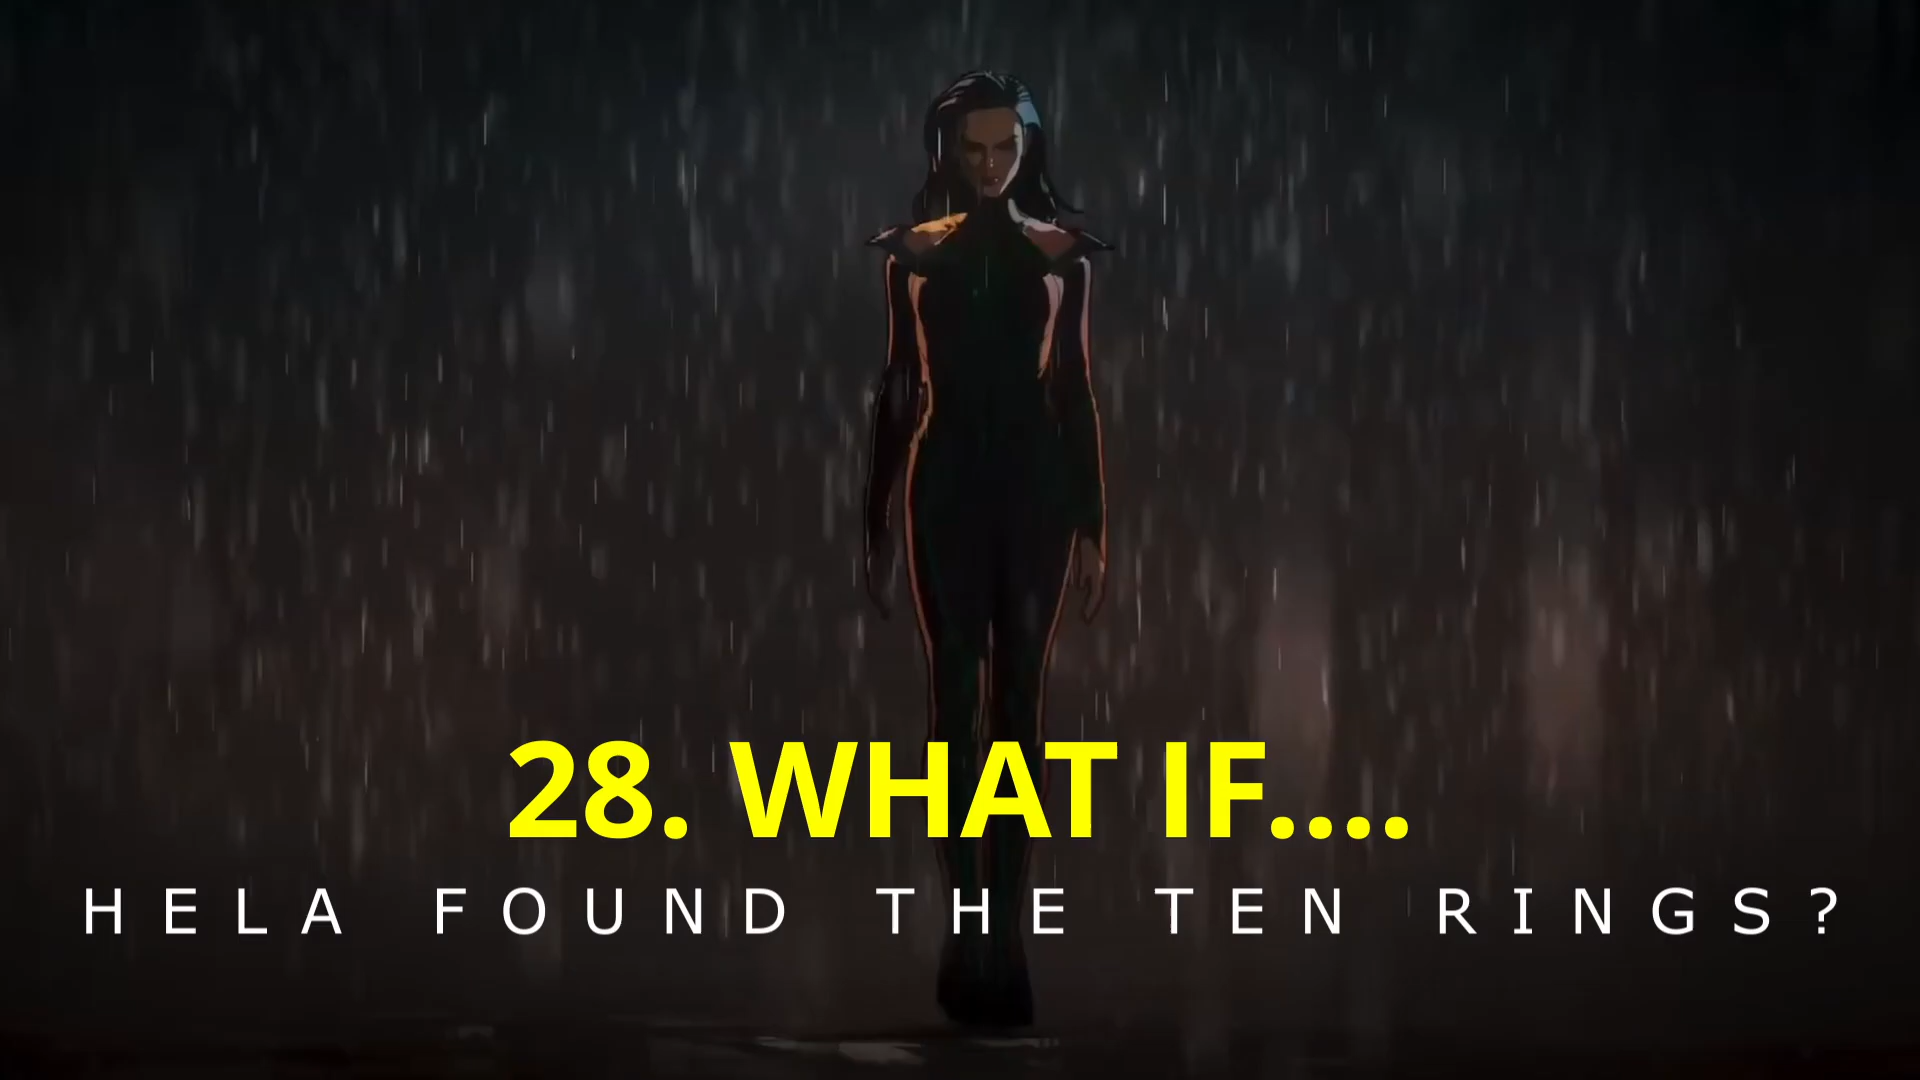 28. WHAT IF....
HELA FOUND THE TEN RINGS?